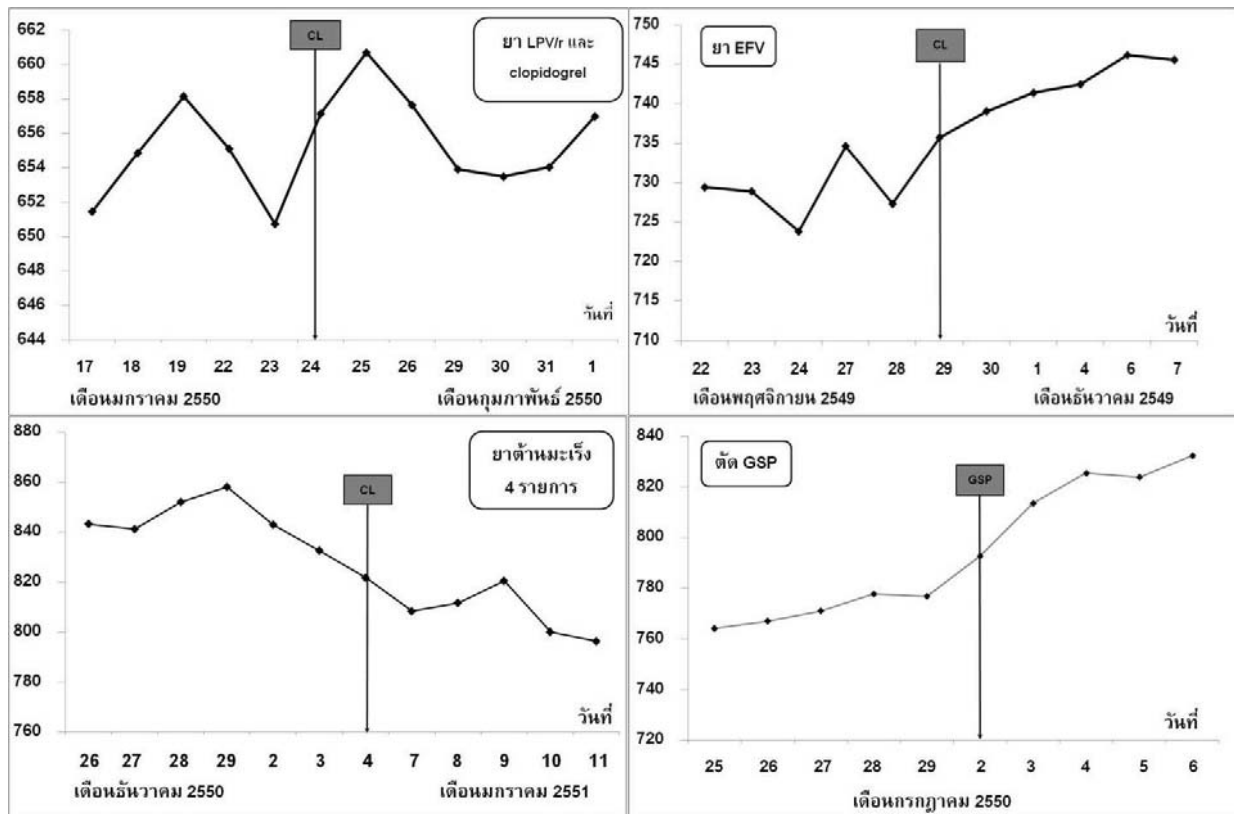 662
660
658
656
654
652
650
648
646
644
CL
ยา LPV/r และ
clopidogrel
วันที่
17 18 19 22 23 24 25 26 29 30 31 1
เดือนมกราคม 2550 เดือนกุมภาพันธ์ 2550
750
745
740
735
730
725
720
715
710
ยา EFV
CL
วันที่
22 23 24 27 28 29 30 1 4 6 7
เดือนพฤศจิกายน 2549 เดือนธันวาคม 2549
880
860
840
820
800
780
760
CL
ยาต้านมะเร็ง
4 รายการ
วันที่
26 27 28 29 2 3 4 7 8 9 10 11
เดือนธันวาคม 2550 เดือนมกราคม 2551
840
820
800
780
760
740
720
ตัด GSP
GSP
วันที่
25 26 27 28 29 2 3 4 5 6
เดือนกรกฎาคม 2550